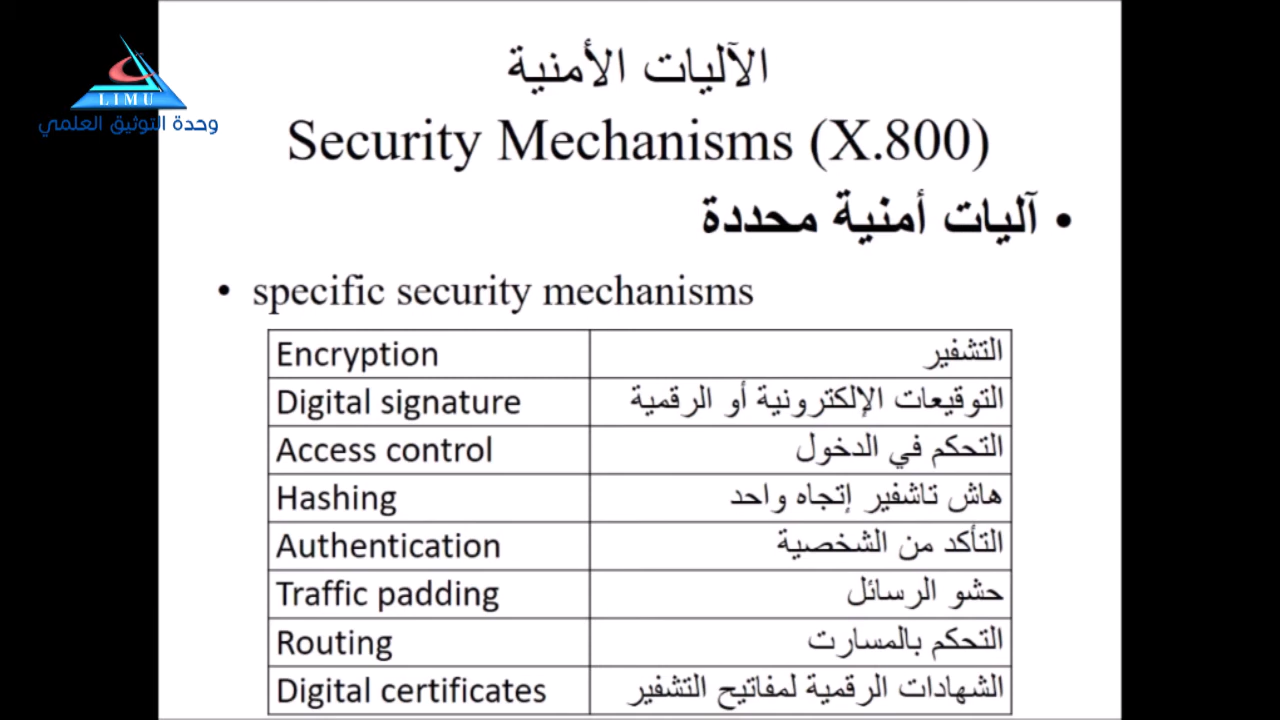 LIMU
وحدة التوثيق العلمي
الآليات الأمنية
Security Mechanisms (X.800)
• آليات أمنية محددة
• specific security mechanisms
Encryption التشفير
Digital signature التوقيعات الإلكترونية أو الرقمية
Access control التحكم في الدخول
Hashing هاش تاشفير إتجاه واحد
Authentication التأكد من الشخصية
Traffic padding حشو الرسائل
Routing التحكم بالمسارت
Digital certificates الشهادات الرقمية لمفاتيح التشفير